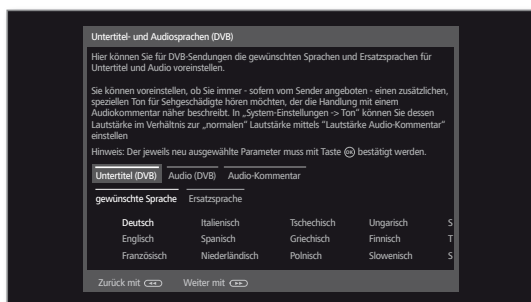 Untertitel- und Audiosprachen (DVB)
Hier können Sie für DVB-Sendungen die gewünschten Sprachen und Ersatzsprachen für
Untertitel und Audio voreinstellen.
Sie können voreinstellen, ob Sie immer - sofern vom Sender angeboten - einen zusätzlichen,
speziellen Ton für Sehgeschädigte hören möchten, der die Handlung mit einem
Audiokommentar näher beschreibt. In „System-Einstellungen -> Ton" können Sie dessen
Lautstärke im Verhältnis zur „normalen" Lautstärke mittels "Lautstärke Audio-Kommentar"
einstellen
Hinweis: Der jeweils neu ausgewählte Parameter muss mit Taste OK bestätigt werden.
Untertitel (DVB) Audio (DVB) Audio-Kommentar
gewünschte Sprache Ersatzsprache
Deutsch Italienisch Tschechisch Ungarisch S
Englisch Spanisch Griechisch Finnisch T
Französisch Niederländisch Polnisch Slowenisch S
Zurück mit Weiter mit